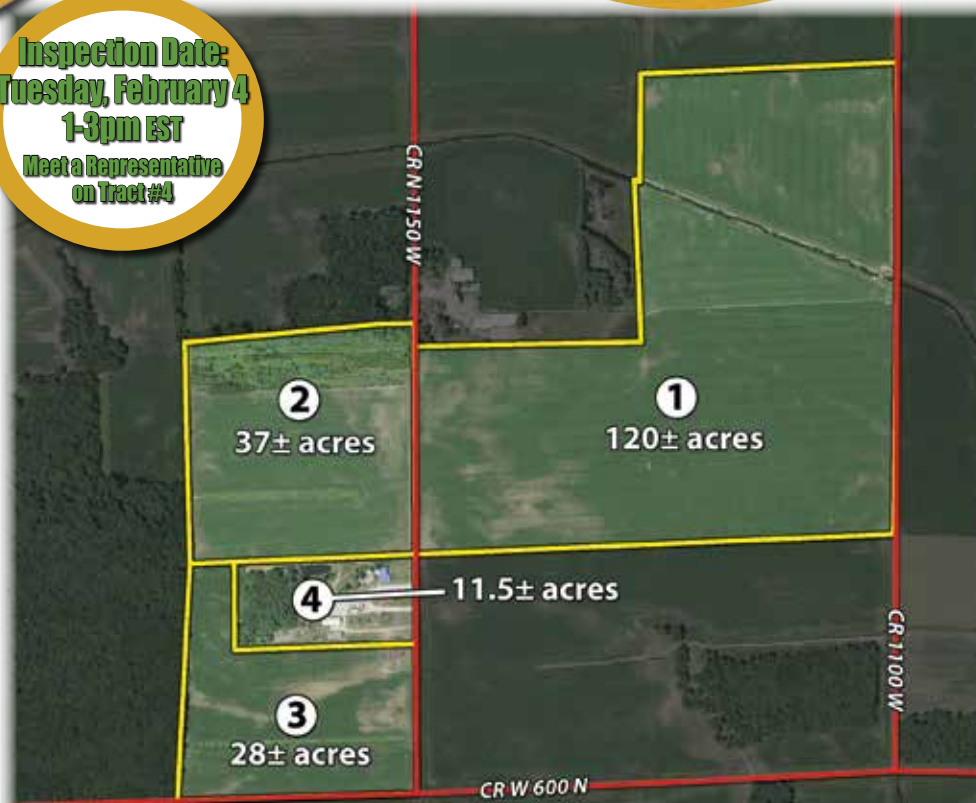 Inspection Date:
Tuesday, February 4
1-3pm EST
Meet a Representative
on Tract #4
CR N 1150 W
1
120± acres
2
37± acres
4
11.5± acres
3
28± acres
CR 1100 W
CR W 600 N